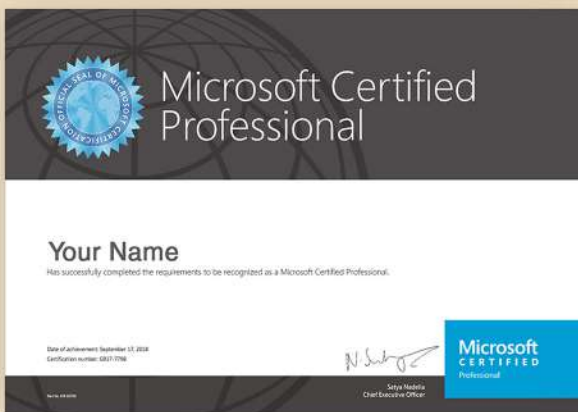 OFFICIAL SEAL OF MICROSOFT CERTIFICATION
Microsoft Certified
Professional
Your Name
Has successfully completed the requirements to be recognized as a Microsoft Certified Professional.
Date of achievement: September 17, 2018
Certification number:
Satya Nadella
Chief Executive Officer
Microsoft
CERTIFIED
Professional